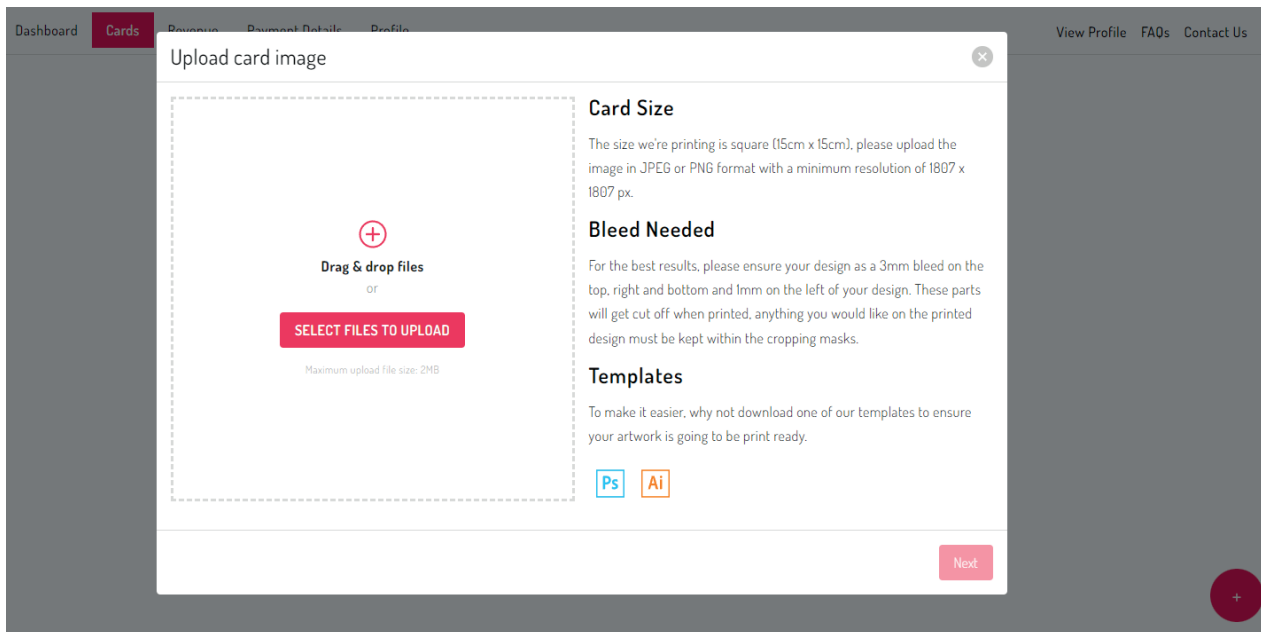 Dashboard
Cards
Revenue
Payment Details
Profile
View Profile
FAQs
Contact Us
Upload card image
Drag & drop files
or
SELECT FILES TO UPLOAD
Maximum upload file size: 2MB
Card Size
The size we're printing is square (15cm x 15cm), please upload the
image in JPEG or PNG format with a minimum resolution of 1807 x
1807 px.
Bleed Needed
For the best results, please ensure your design as a 3mm bleed on the
top, right and bottom and 1mm on the left of your design. These parts
will get cut off when printed, anything you would like on the printed
design must be kept within the cropping masks.
Templates
To make it easier, why not download one of our templates to ensure
your artwork is going to be print ready.
Ps
Ai
Next
+